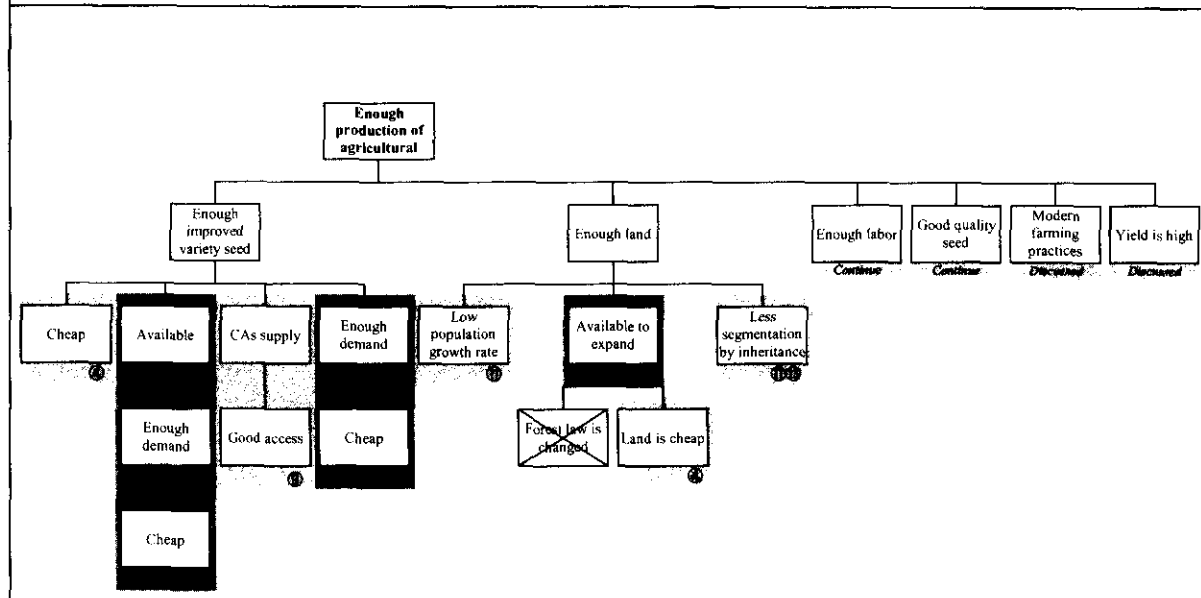 Enough
production of
agricultural
Enough
improved
variety seed
Enough land
Enough labor
Continue
Good quality
seed
Continue
Modern
farming
practices
Discussed
Yield is high
Discussed
Cheap
Available
CAs supply
Enough
demand
Low
population
growth rate
Available to
expand
Less
segmentation
by inheritance
Enough
demand
Good access
Cheap
Forest law is
changed
Land is cheap
Cheap